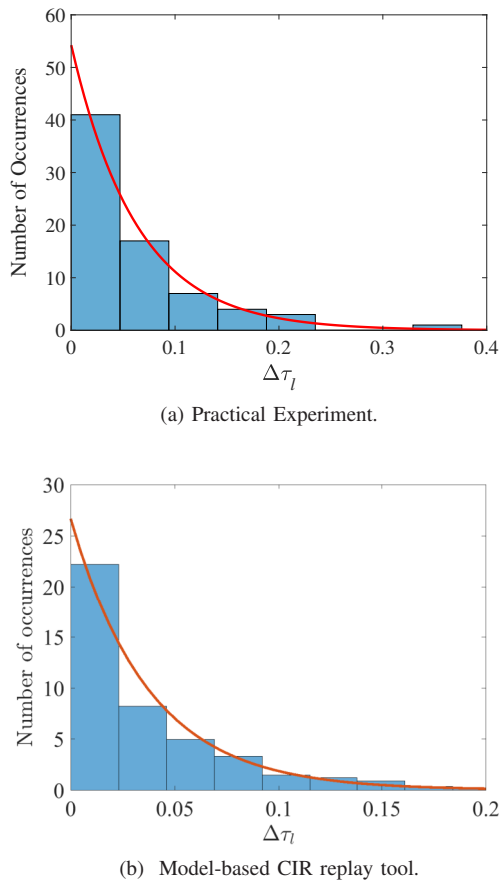 60
50
40
30
20
10
0
Number of Occurrences
0 0.1 0.2 0.3 0.4
Δτ_l
(a) Practical Experiment.
30
25
20
15
10
5
0
Number of occurrences
0 0.05 0.1 0.15 0.2
Δτ_l
(b) Model-based CIR replay tool.